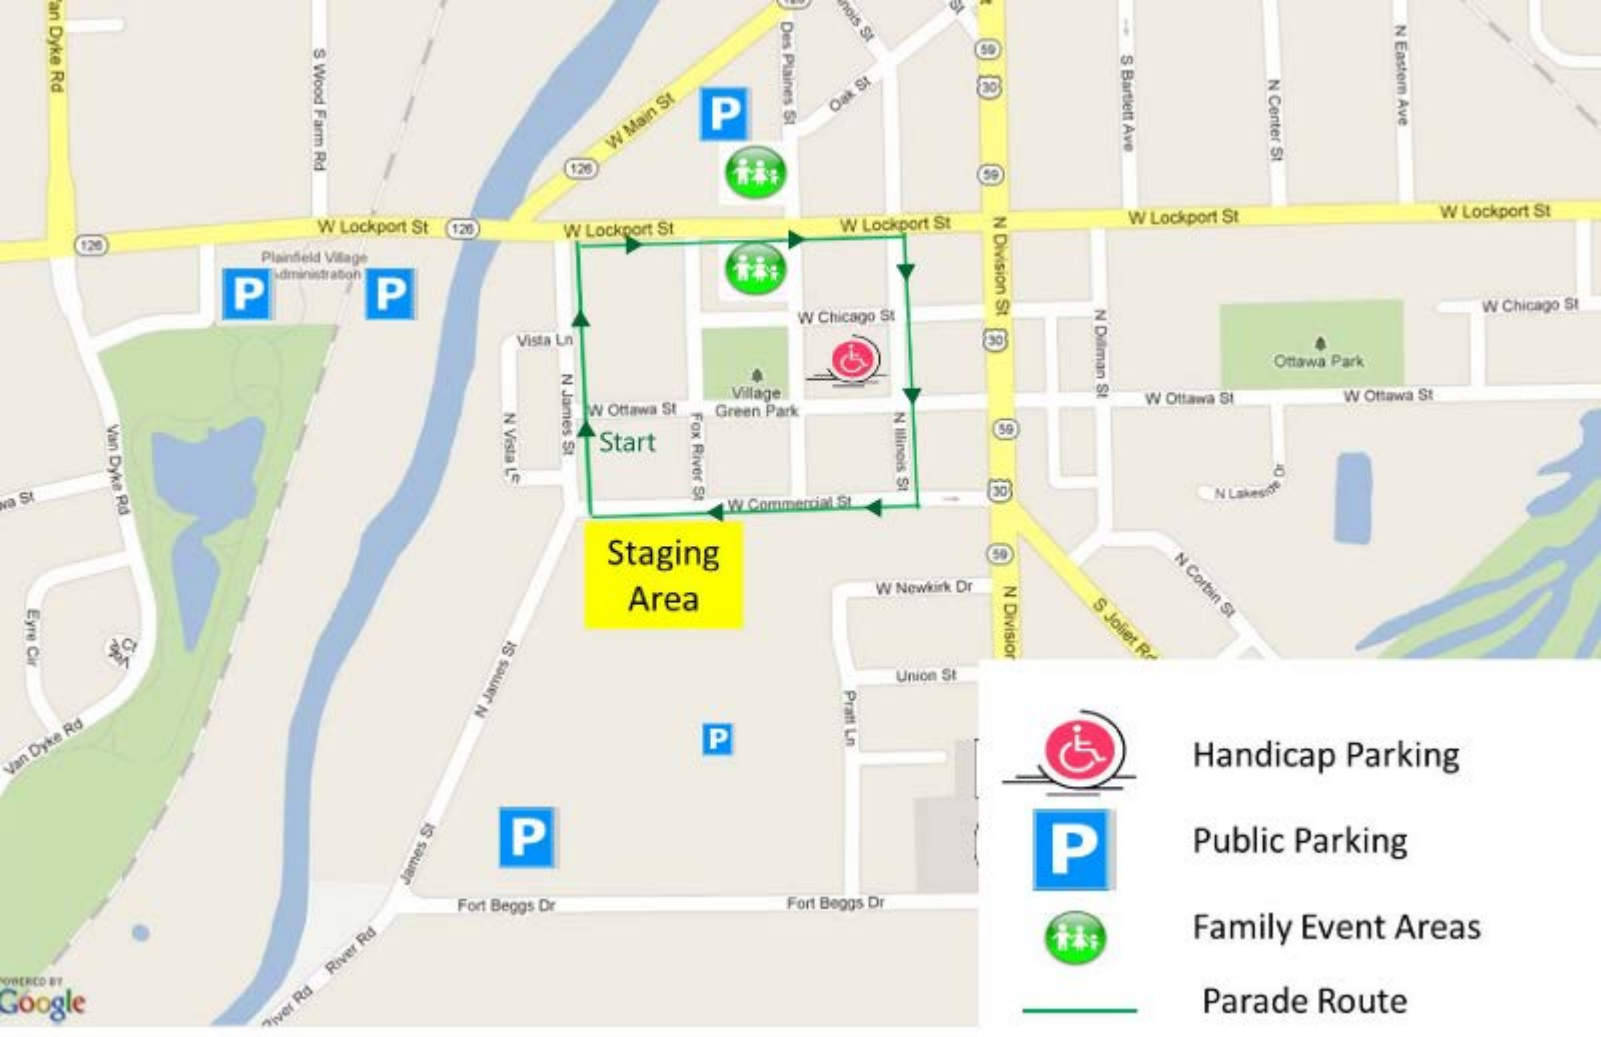 Van Dyke Rd
S Wood Farm Rd
W Main St
126
126
Des Plaines St
Oak St
59
30
59
S Bartlett Ave
N Center St
N Eastern Ave
W Lockport St
126
W Lockport St
W Lockport St
W Lockport St
W Lockport St
126
Plainfield Village
Administration
P
P
P
N Division St
W Chicago St
W Chicago St
Vista Ln
N James St
N Vista Ln
30
N Dillman St
Ottawa Park
Village
Green Park
W Ottawa St
W Ottawa St
W Ottawa St
Start
Fox River St
N Illinois St
59
Van Dyke Rd
W Commercial St
30
N Lakeside
Staging
Area
59
W Newkirk Dr
N Division
S Joliet Rd
N Corbin St
Eyre Cir
N James St
Union St
Pratt Ln
Van Dyke Rd
P
P
James St
Fort Beggs Dr
Fort Beggs Dr
River Rd
River Rd
POWERED BY
Google
Handicap Parking
P
Public Parking
Family Event Areas
Parade Route